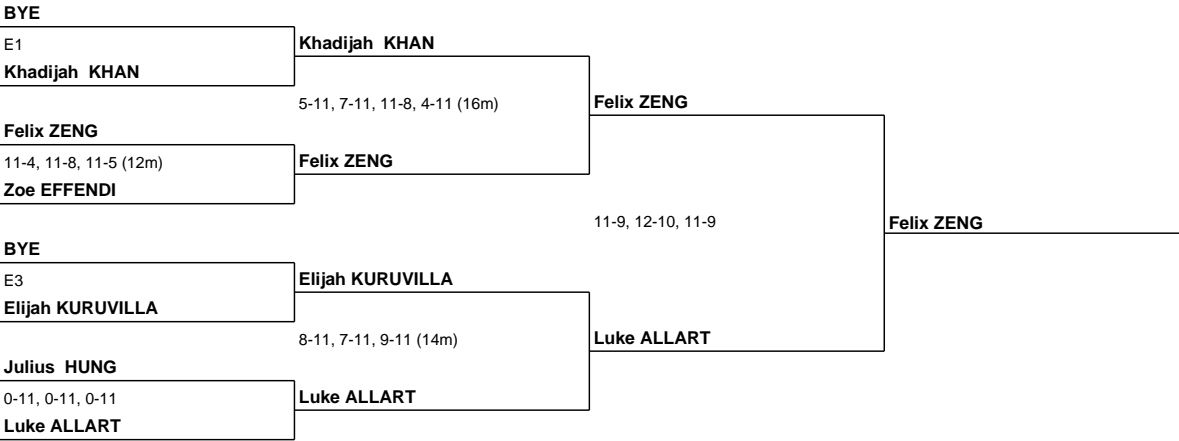 BYE
E1
Khadijah  KHAN
Khadijah  KHAN
5-11, 7-11, 11-8, 4-11 (16m)
Felix ZENG
Felix ZENG
11-4, 11-8, 11-5 (12m)
Felix ZENG
Zoe EFFENDI
11-9, 12-10, 11-9
Felix ZENG
BYE
E3
Elijah KURUVILLA
Elijah KURUVILLA
8-11, 7-11, 9-11 (14m)
Luke ALLART
Julius  HUNG
0-11, 0-11, 0-11
Luke ALLART
Luke ALLART